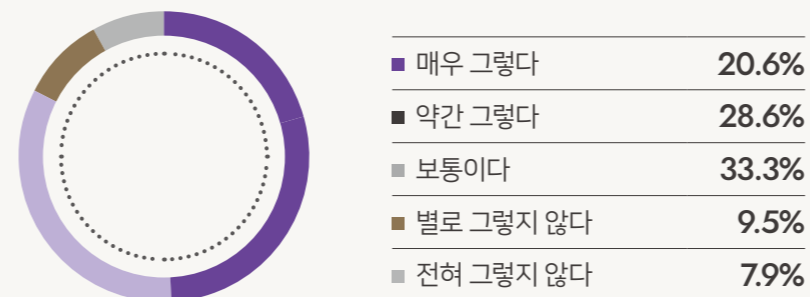 매우 그렇다 20.6%
약간 그렇다 28.6%
보통이다 33.3%
별로 그렇지 않다 9.5%
전혀 그렇지 않다 7.9%